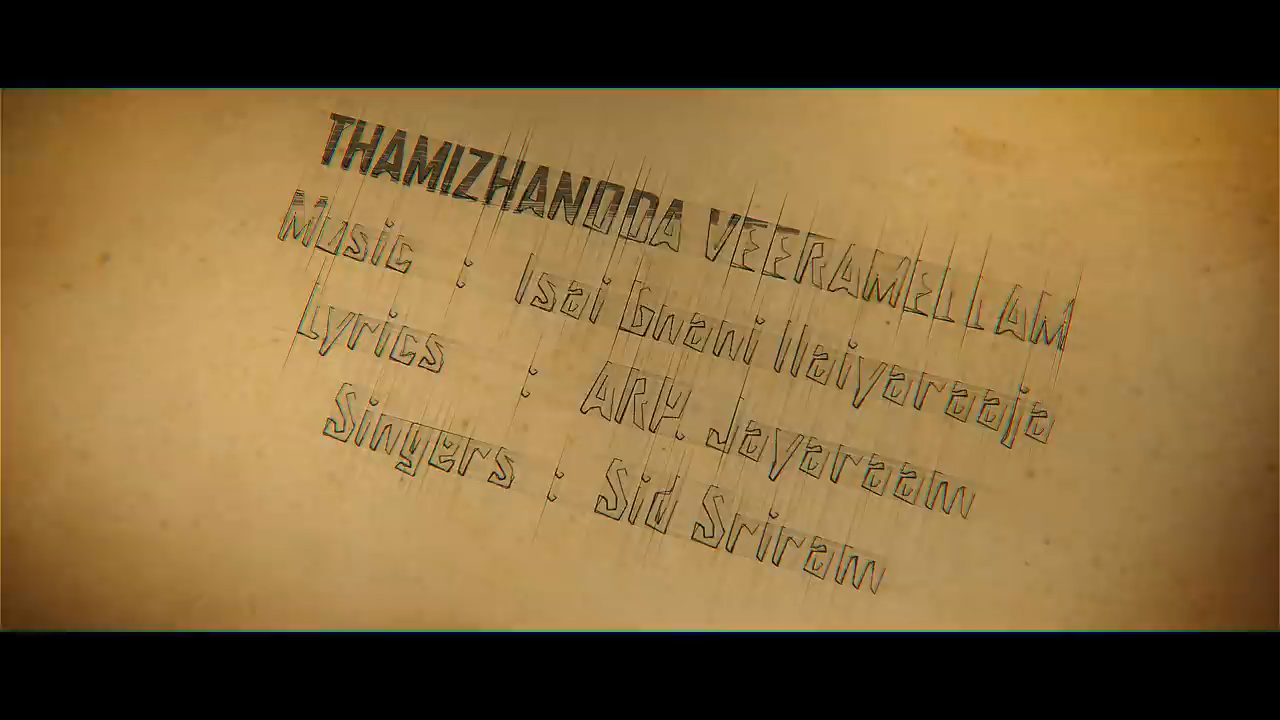 THAMIZHANODA VEERAMELLAM
Music : Isai Gnani Ilaiyaraaja
Lyrics : ARP. Jayaraam
Singers : Sid Sriram